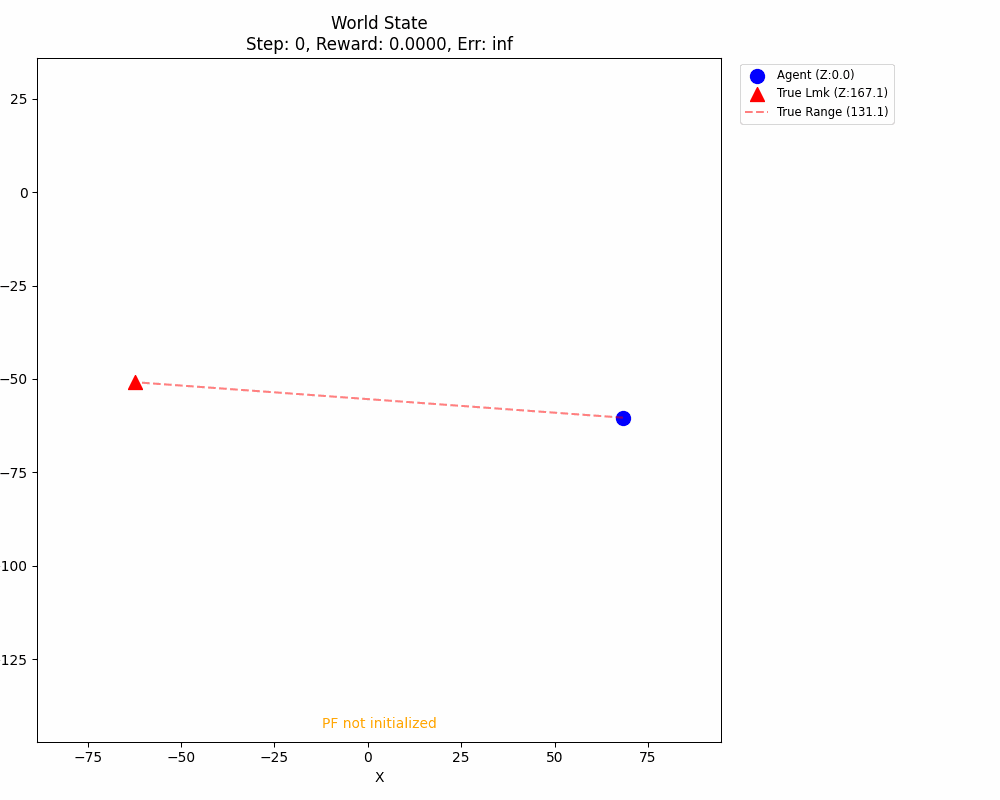 World State
Step: 0, Reward: 0.0000, Err: inf
Agent (Z:0.0)
True Lmk (Z:167.1)
True Range (131.1)
25
0
−25
−50
−75
100
125
PF not initialized
−75
−50
−25
0
25
50
75
X